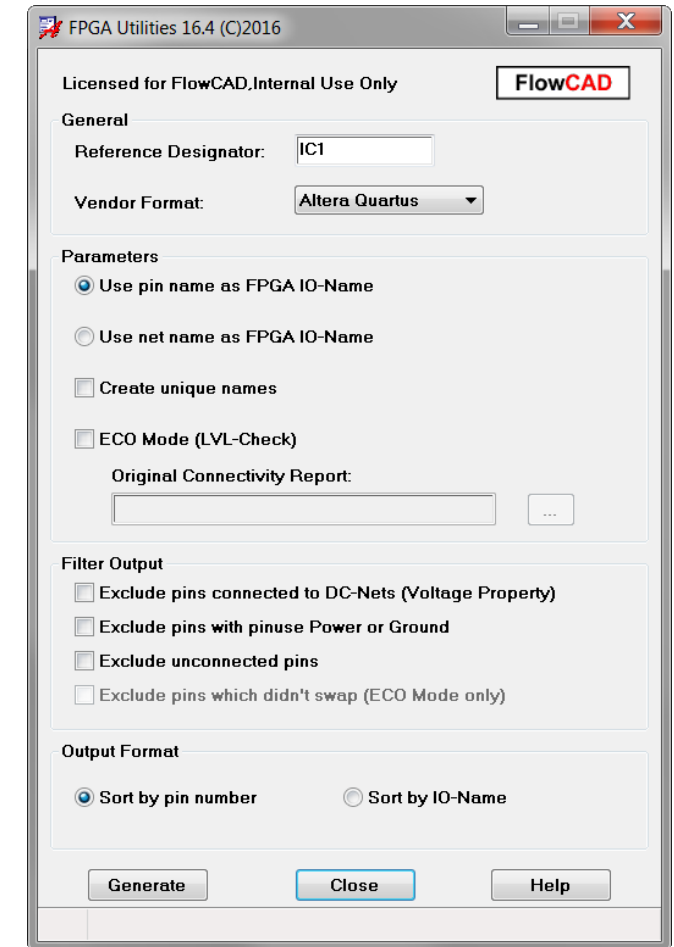 FPGA Utilities 16.4 (C)2016
Licensed for FlowCAD,Internal Use Only
FlowCAD
General
Reference Designator: IC1
Vendor Format: Altera Quartus
Parameters
Use pin name as FPGA IO-Name
Use net name as FPGA IO-Name
Create unique names
ECO Mode (LVL-Check)
Original Connectivity Report:
...
Filter Output
Exclude pins connected to DC-Nets (Voltage Property)
Exclude pins with pinuse Power or Ground
Exclude unconnected pins
Exclude pins which didn't swap (ECO Mode only)
Output Format
Sort by pin number Sort by IO-Name
Generate Close Help